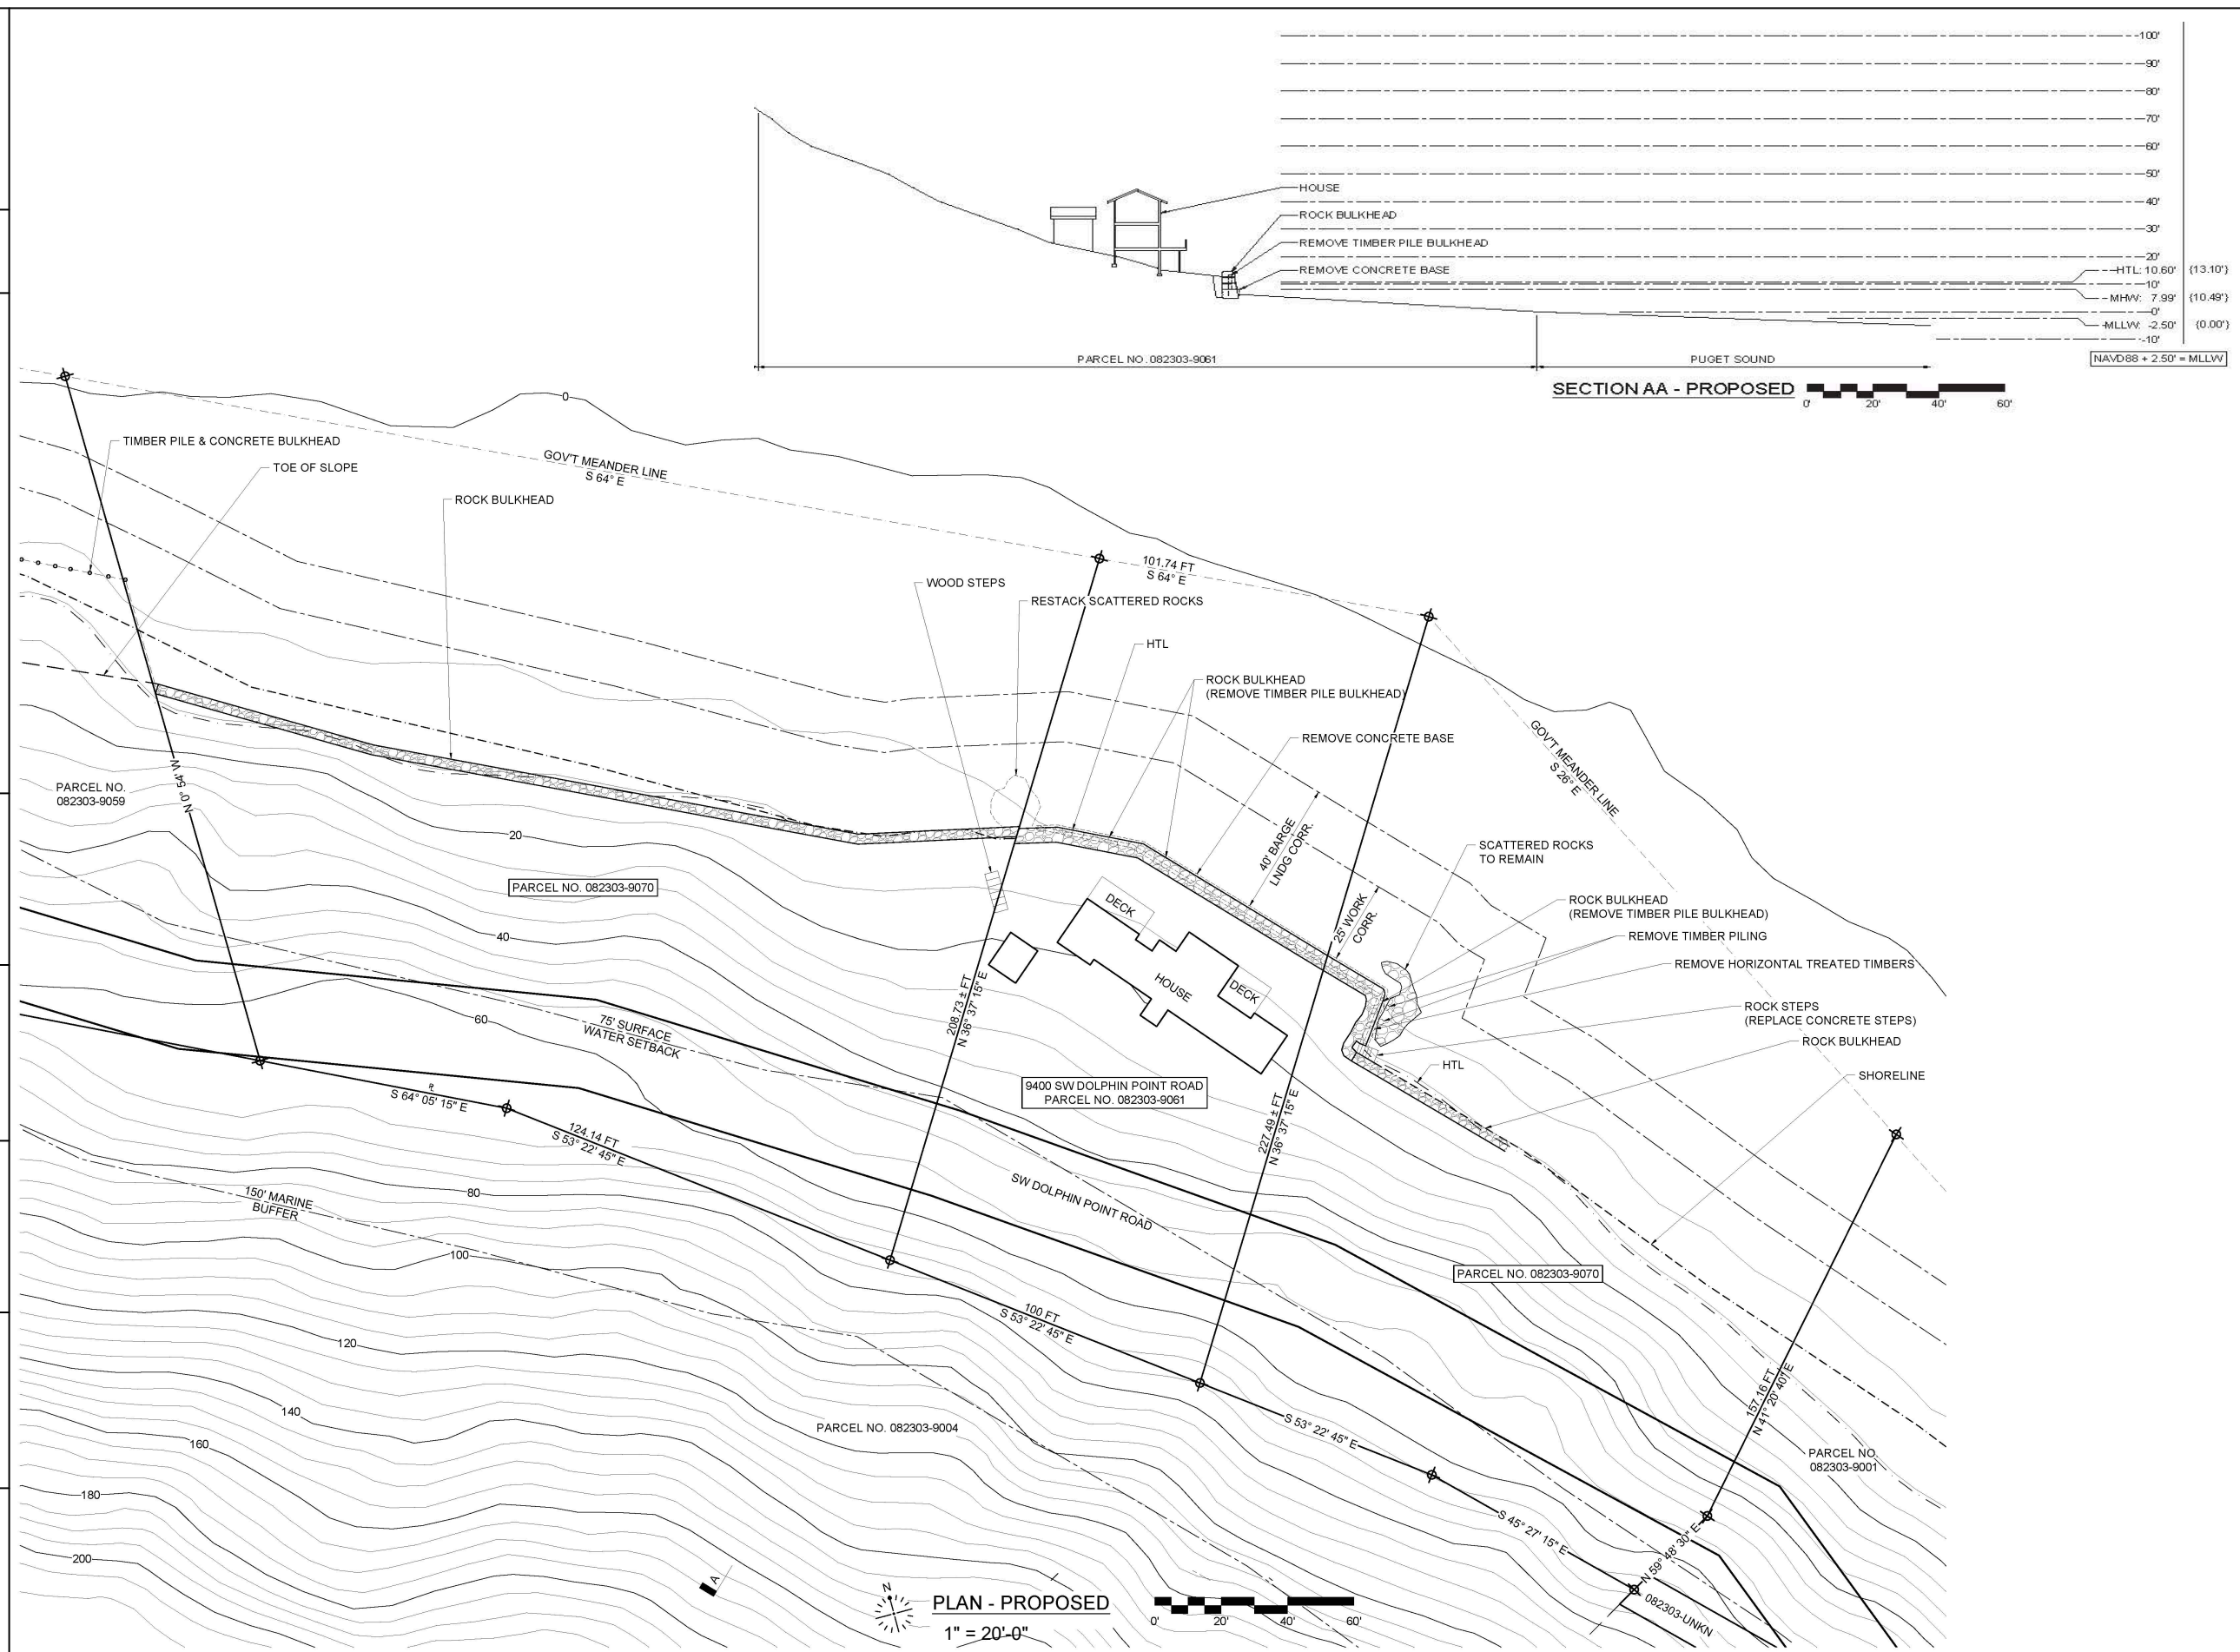 100'
90'
80'
70'
60'
50'
HOUSE
40'
ROCK BULKHEAD
30'
REMOVE TIMBER PILE BULKHEAD
20'
REMOVE CONCRETE BASE
HTL: 10.60' {13.10'}
10'
MHW: 7.99' {10.49'}
0'
MLLW: -2.50' {0.00'}
-10'
PARCEL NO. 082303-9061
PUGET SOUND
NAVD88 + 2.50' = MLLW
SECTION AA - PROPOSED
0' 20' 40' 60'
0
TIMBER PILE & CONCRETE BULKHEAD
TOE OF SLOPE
GOV'T MEANDER LINE
S 64° E
ROCK BULKHEAD
101.74 FT
S 64° E
WOOD STEPS
RESTACK SCATTERED ROCKS
HTL
ROCK BULKHEAD
(REMOVE TIMBER PILE BULKHEAD)
REMOVE CONCRETE BASE
GOV'T MEANDER LINE
S 26° E
N 0° 54' W
PARCEL NO.
082303-9059
20
40' BARGE
LNDG CORR.
SCATTERED ROCKS
TO REMAIN
PARCEL NO. 082303-9070
DECK
25' WORK
CORR.
ROCK BULKHEAD
(REMOVE TIMBER PILE BULKHEAD)
40
REMOVE TIMBER PILING
REMOVE HORIZONTAL TREATED TIMBERS
HOUSE
DECK
208.73 ± FT
N 36° 37' 15" E
60
75' SURFACE
WATER SETBACK
ROCK STEPS
(REPLACE CONCRETE STEPS)
ROCK BULKHEAD
HTL
SHORELINE
S 64° 05' 15" E
9400 SW DOLPHIN POINT ROAD
PARCEL NO. 082303-9061
227.49 ± FT
N 36° 37' 15" E
124.14 FT
S 53° 22' 45" E
150' MARINE
BUFFER
80
SW DOLPHIN POINT ROAD
100
PARCEL NO. 082303-9070
100 FT
S 53° 22' 45" E
120
157.16 FT
N 41° 20' 40" E
140
PARCEL NO. 082303-9004
S 53° 22' 45" E
160
PARCEL NO.
082303-9001
180
S 45° 27' 15" E
N 59° 48' 30" E
200
A
N
PLAN - PROPOSED
1" = 20'-0"
0' 20' 40' 60'
082303-UNKN